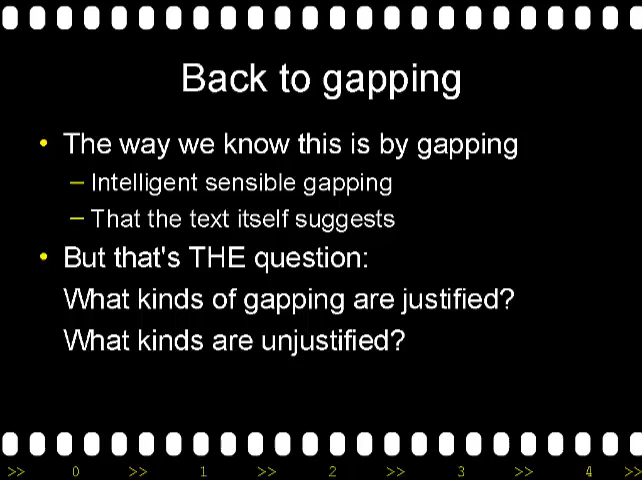 Back to gapping
• The way we know this is by gapping
– Intelligent sensible gapping
– That the text itself suggests
• But that's THE question:
What kinds of gapping are justified?
What kinds are unjustified?
>> 0 >> 1 >> 2 >> 3 >> 4 >>